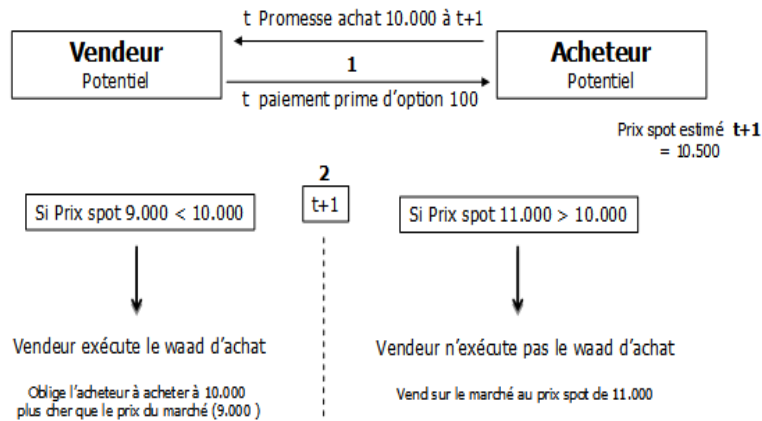 t Promesse achat 10.000 à t+1
Vendeur
Potentiel
1
Acheteur
Potentiel
t paiement prime d'option 100
Prix spot estimé t+1
= 10.500
2
t+1
Si Prix spot 9.000 < 10.000
Si Prix spot 11.000 > 10.000
Vendeur exécute le waad d'achat
Oblige l'acheteur à acheter à 10.000
plus cher que le prix du marché (9.000 )
Vendeur n'exécute pas le waad d'achat
Vend sur le marché au prix spot de 11.000